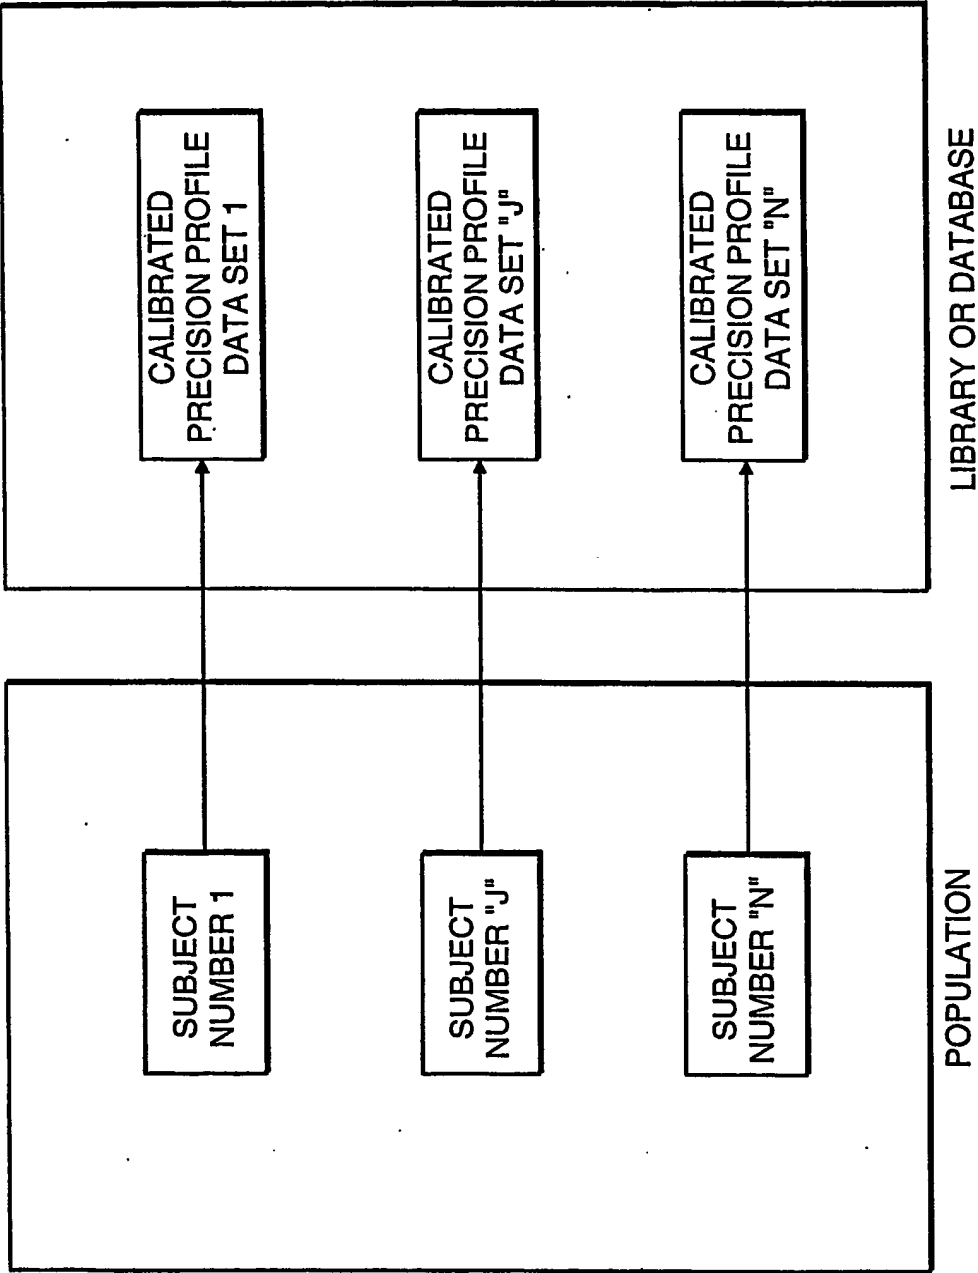 SUBJECT
NUMBER 1
CALIBRATED
PRECISION PROFILE
DATA SET 1
SUBJECT
NUMBER "J"
CALIBRATED
PRECISION PROFILE
DATA SET "J"
SUBJECT
NUMBER "N"
CALIBRATED
PRECISION PROFILE
DATA SET "N"
POPULATION
LIBRARY OR DATABASE